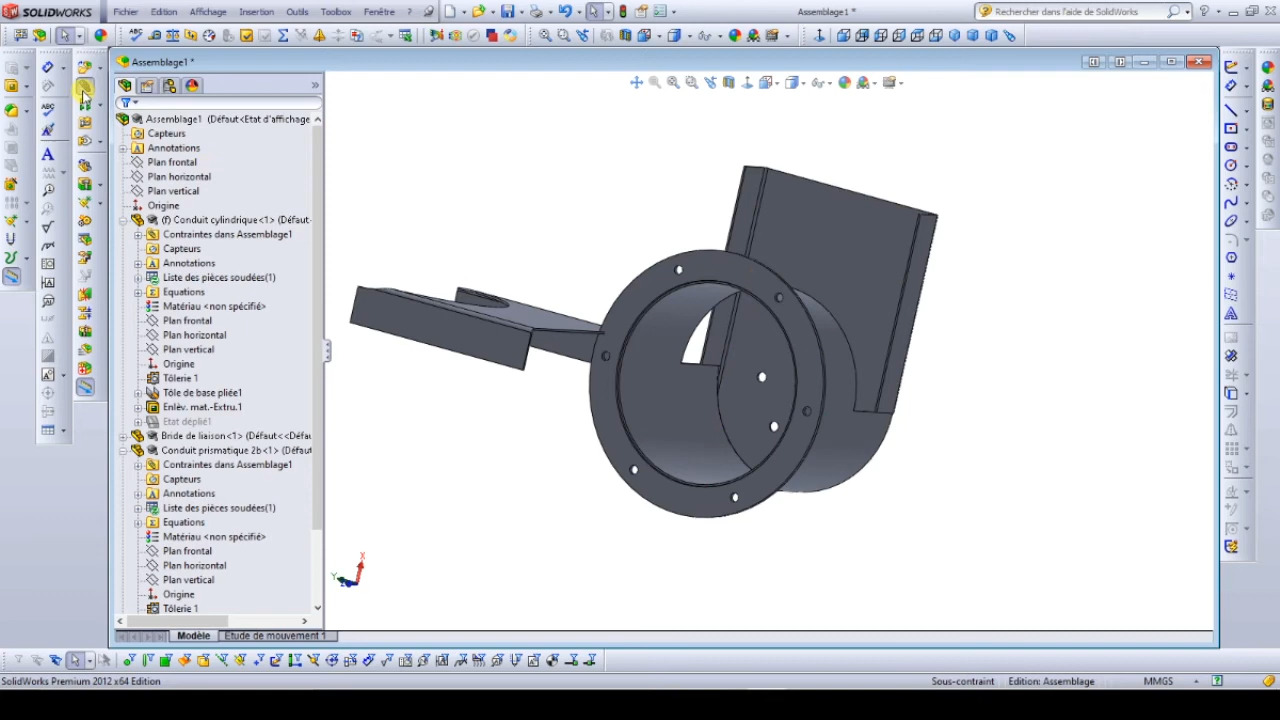 SOLIDWORKS Fichier Edition Affichage Insertion Outils Toolbox Fenêtre ? Assemblage1 * Rechercher dans l'aide de SolidWorks
Assemblage1 *
Assemblage1 (Défaut<Etat d'affichage
Capteurs
Annotations
Plan frontal
Plan horizontal
Plan vertical
Origine
(f) Conduit cylindrique<1> (Défaut
Contraintes dans Assemblage1
Capteurs
Annotations
Liste des pièces soudées(1)
Equations
Matériau <non spécifié>
Plan frontal
Plan horizontal
Plan vertical
Origine
Tôlerie 1
Tôle de base pliée1
Enlèv. mat.-Extru.1
Etat déplié1
Bride de liaison<1> (Défaut<<Défau
Conduit prismatique 2b<1> (Défaut
Contraintes dans Assemblage1
Capteurs
Annotations
Liste des pièces soudées(1)
Equations
Matériau <non spécifié>
Plan frontal
Plan horizontal
Plan vertical
Origine
Tôlerie 1
X
Y
Modèle Etude de mouvement 1
SolidWorks Premium 2012 x64 Edition Sous-contraint Edition: Assemblage MMGS